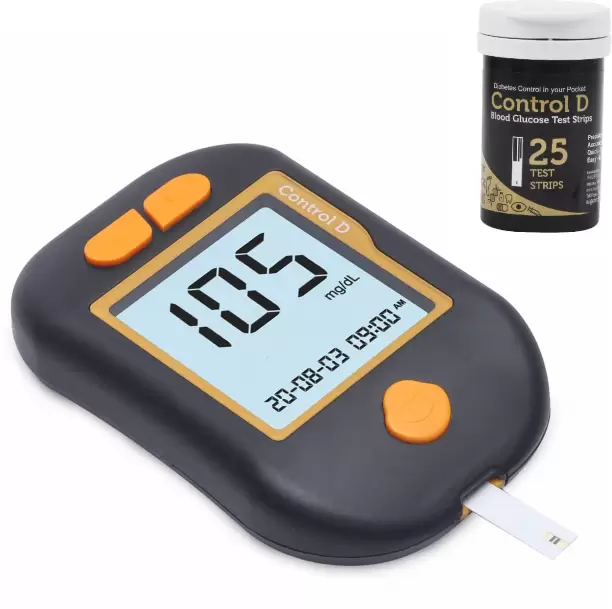 Control D
105
mg/dL
20-08-03 09:00 AM
Diabetes Control in your Pocket
Control D
Blood Glucose Test Strips
25
TEST
STRIPS